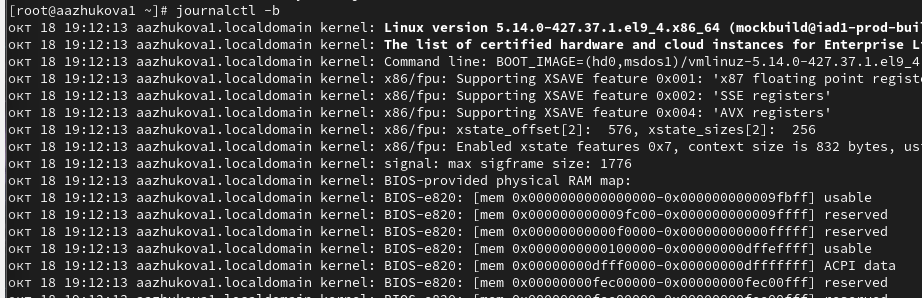 [root@aazhukova1 ~]# journalctl -b
окт 18 19:12:13 aazhukova1.localdomain kernel: Linux version 5.14.0-427.37.1.el9_4.x86_64 (mockbuild@iad1-prod-bui
окт 18 19:12:13 aazhukova1.localdomain kernel: The list of certified hardware and cloud instances for Enterprise L
окт 18 19:12:13 aazhukova1.localdomain kernel: Command line: BOOT_IMAGE=(hd0,msdos1)/vmlinuz-5.14.0-427.37.1.el9_4
окт 18 19:12:13 aazhukova1.localdomain kernel: x86/fpu: Supporting XSAVE feature 0x001: 'x87 floating point registe
окт 18 19:12:13 aazhukova1.localdomain kernel: x86/fpu: Supporting XSAVE feature 0x002: 'SSE registers'
окт 18 19:12:13 aazhukova1.localdomain kernel: x86/fpu: Supporting XSAVE feature 0x004: 'AVX registers'
окт 18 19:12:13 aazhukova1.localdomain kernel: x86/fpu: xstate_offset[2]:  576, xstate_sizes[2]:  256
окт 18 19:12:13 aazhukova1.localdomain kernel: x86/fpu: Enabled xstate features 0x7, context size is 832 bytes, usi
окт 18 19:12:13 aazhukova1.localdomain kernel: signal: max sigframe size: 1776
окт 18 19:12:13 aazhukova1.localdomain kernel: BIOS-provided physical RAM map:
окт 18 19:12:13 aazhukova1.localdomain kernel: BIOS-e820: [mem 0x0000000000000000-0x000000000009fbff] usable
окт 18 19:12:13 aazhukova1.localdomain kernel: BIOS-e820: [mem 0x000000000009fc00-0x000000000009ffff] reserved
окт 18 19:12:13 aazhukova1.localdomain kernel: BIOS-e820: [mem 0x00000000000f0000-0x00000000000fffff] reserved
окт 18 19:12:13 aazhukova1.localdomain kernel: BIOS-e820: [mem 0x0000000000100000-0x00000000dffeffff] usable
окт 18 19:12:13 aazhukova1.localdomain kernel: BIOS-e820: [mem 0x00000000dfff0000-0x00000000dfffffff] ACPI data
окт 18 19:12:13 aazhukova1.localdomain kernel: BIOS-e820: [mem 0x00000000fec00000-0x00000000fec00fff] reserved